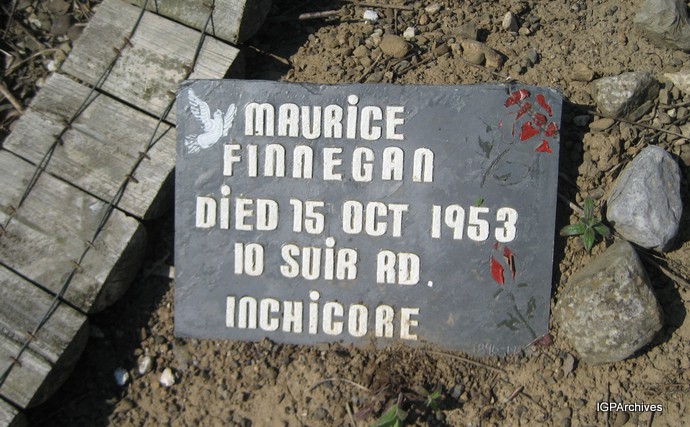 MAURICE
FINNEGAN
DIED 15 OCT 1953
10 SUIR RD.
INCHICORE
IGPArchives